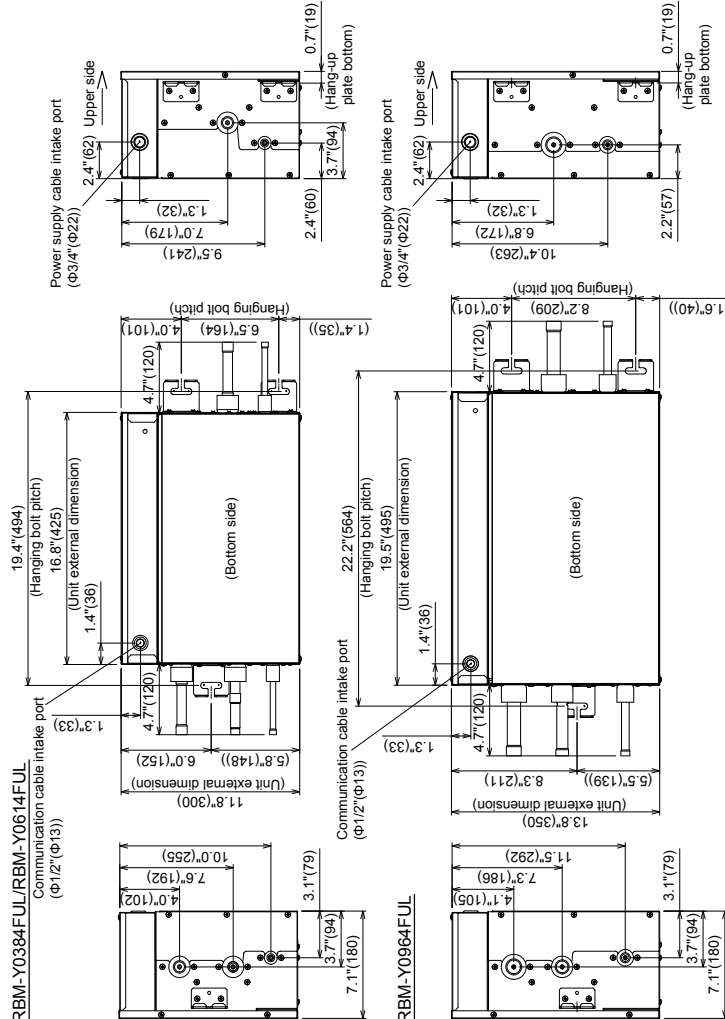 RBM-Y0384FUL/RBM-Y0614FUL
Communication cable intake port
(Φ1/2"(Φ13))
Power supply cable intake port
(Φ3/4"(Φ22))
Upper side
19.4"(494)
(Hanging bolt pitch)
16.8"(425)
(Unit external dimension)
1.4"(36)
2.4"(62)
1.3"(33)
4.7"(120)
4.7"(120)
4.0"(101)
6.5"(164)
(Hanging bolt pitch)
(1.4"(35))
1.3"(32)
7.0"(179)
9.5"(241)
2.4"(60)
3.7"(94)
0.7"(19)
(Hang-up
plate bottom)
(Bottom side)
6.0"(152)
(5.8"(148))
11.8"(300)
(Unit external dimension)
4.0"(102)
7.6"(192)
10.0"(255)
3.1"(79)
3.7"(94)
7.1"(180)
RBM-Y0964FUL
Communication cable intake port
(Φ1/2"(Φ13))
Power supply cable intake port
(Φ3/4"(Φ22))
Upper side
22.2"(564)
(Hanging bolt pitch)
19.5"(495)
(Unit external dimension)
1.4"(36)
2.4"(62)
1.3"(33)
4.7"(120)
4.7"(120)
4.0"(101)
8.2"(209)
(Hanging bolt pitch)
(1.6"(40))
1.3"(32)
6.8"(172)
10.4"(263)
2.2"(57)
0.7"(19)
(Hang-up
plate bottom)
(Bottom side)
8.3"(211)
(5.5"(139))
13.8"(350)
(Unit external dimension)
4.1"(105)
7.3"(186)
11.5"(292)
3.1"(79)
3.7"(94)
7.1"(180)